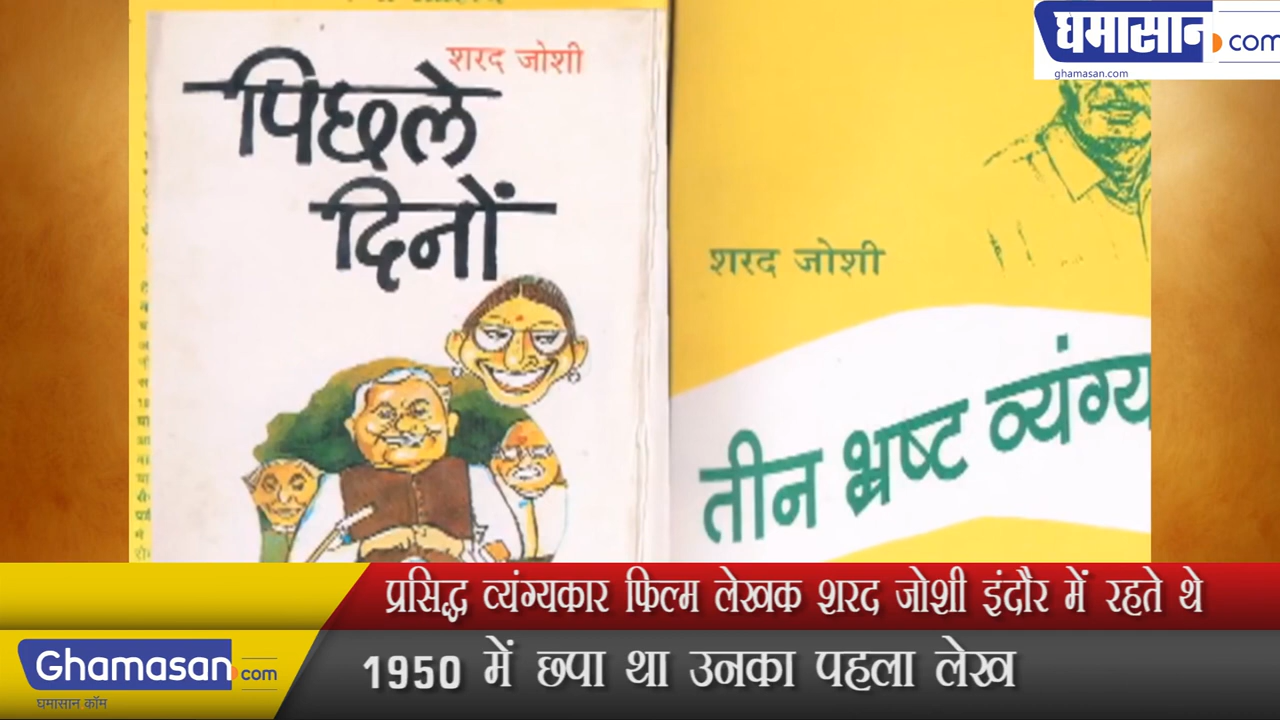 घमासान.com
ghamasan.com
शरद जोशी
पिछले
दिनों
शरद जोशी
तीन भ्रष्ट व्यंग्य
प्रसिद्ध व्यंग्यकार फिल्म लेखक शरद जोशी इंदौर में रहते थे
1950 में छपा था उनका पहला लेख
Ghamasan.com
घमासान कॉम